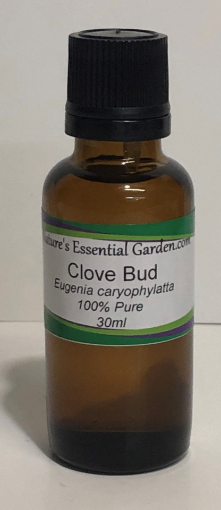 ature's Essential Garden.com
Clove Bud
Eugenia caryophylatta
100% Pure
30ml